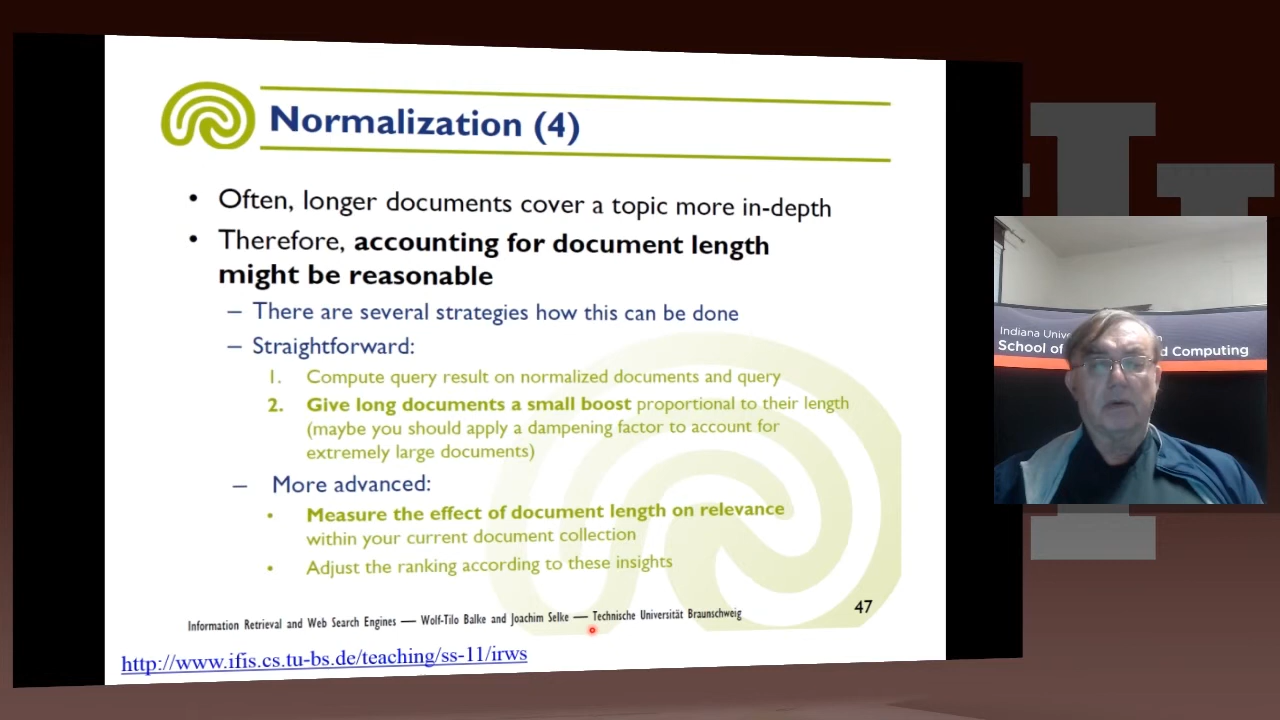 Normalization (4)
• Often, longer documents cover a topic more in-depth
• Therefore, accounting for document length
might be reasonable
– There are several strategies how this can be done
– Straightforward:
1. Compute query result on normalized documents and query
2. Give long documents a small boost proportional to their length
(maybe you should apply a dampening factor to account for
extremely large documents)
– More advanced:
• Measure the effect of document length on relevance
within your current document collection
• Adjust the ranking according to these insights
47
Information Retrieval and Web Search Engines — Wolf-Tilo Balke and Joachim Selke — Technische Universität Braunschweig
http://www.ifis.cs.tu-bs.de/teaching/ss-11/irws
Indiana
School of Computing